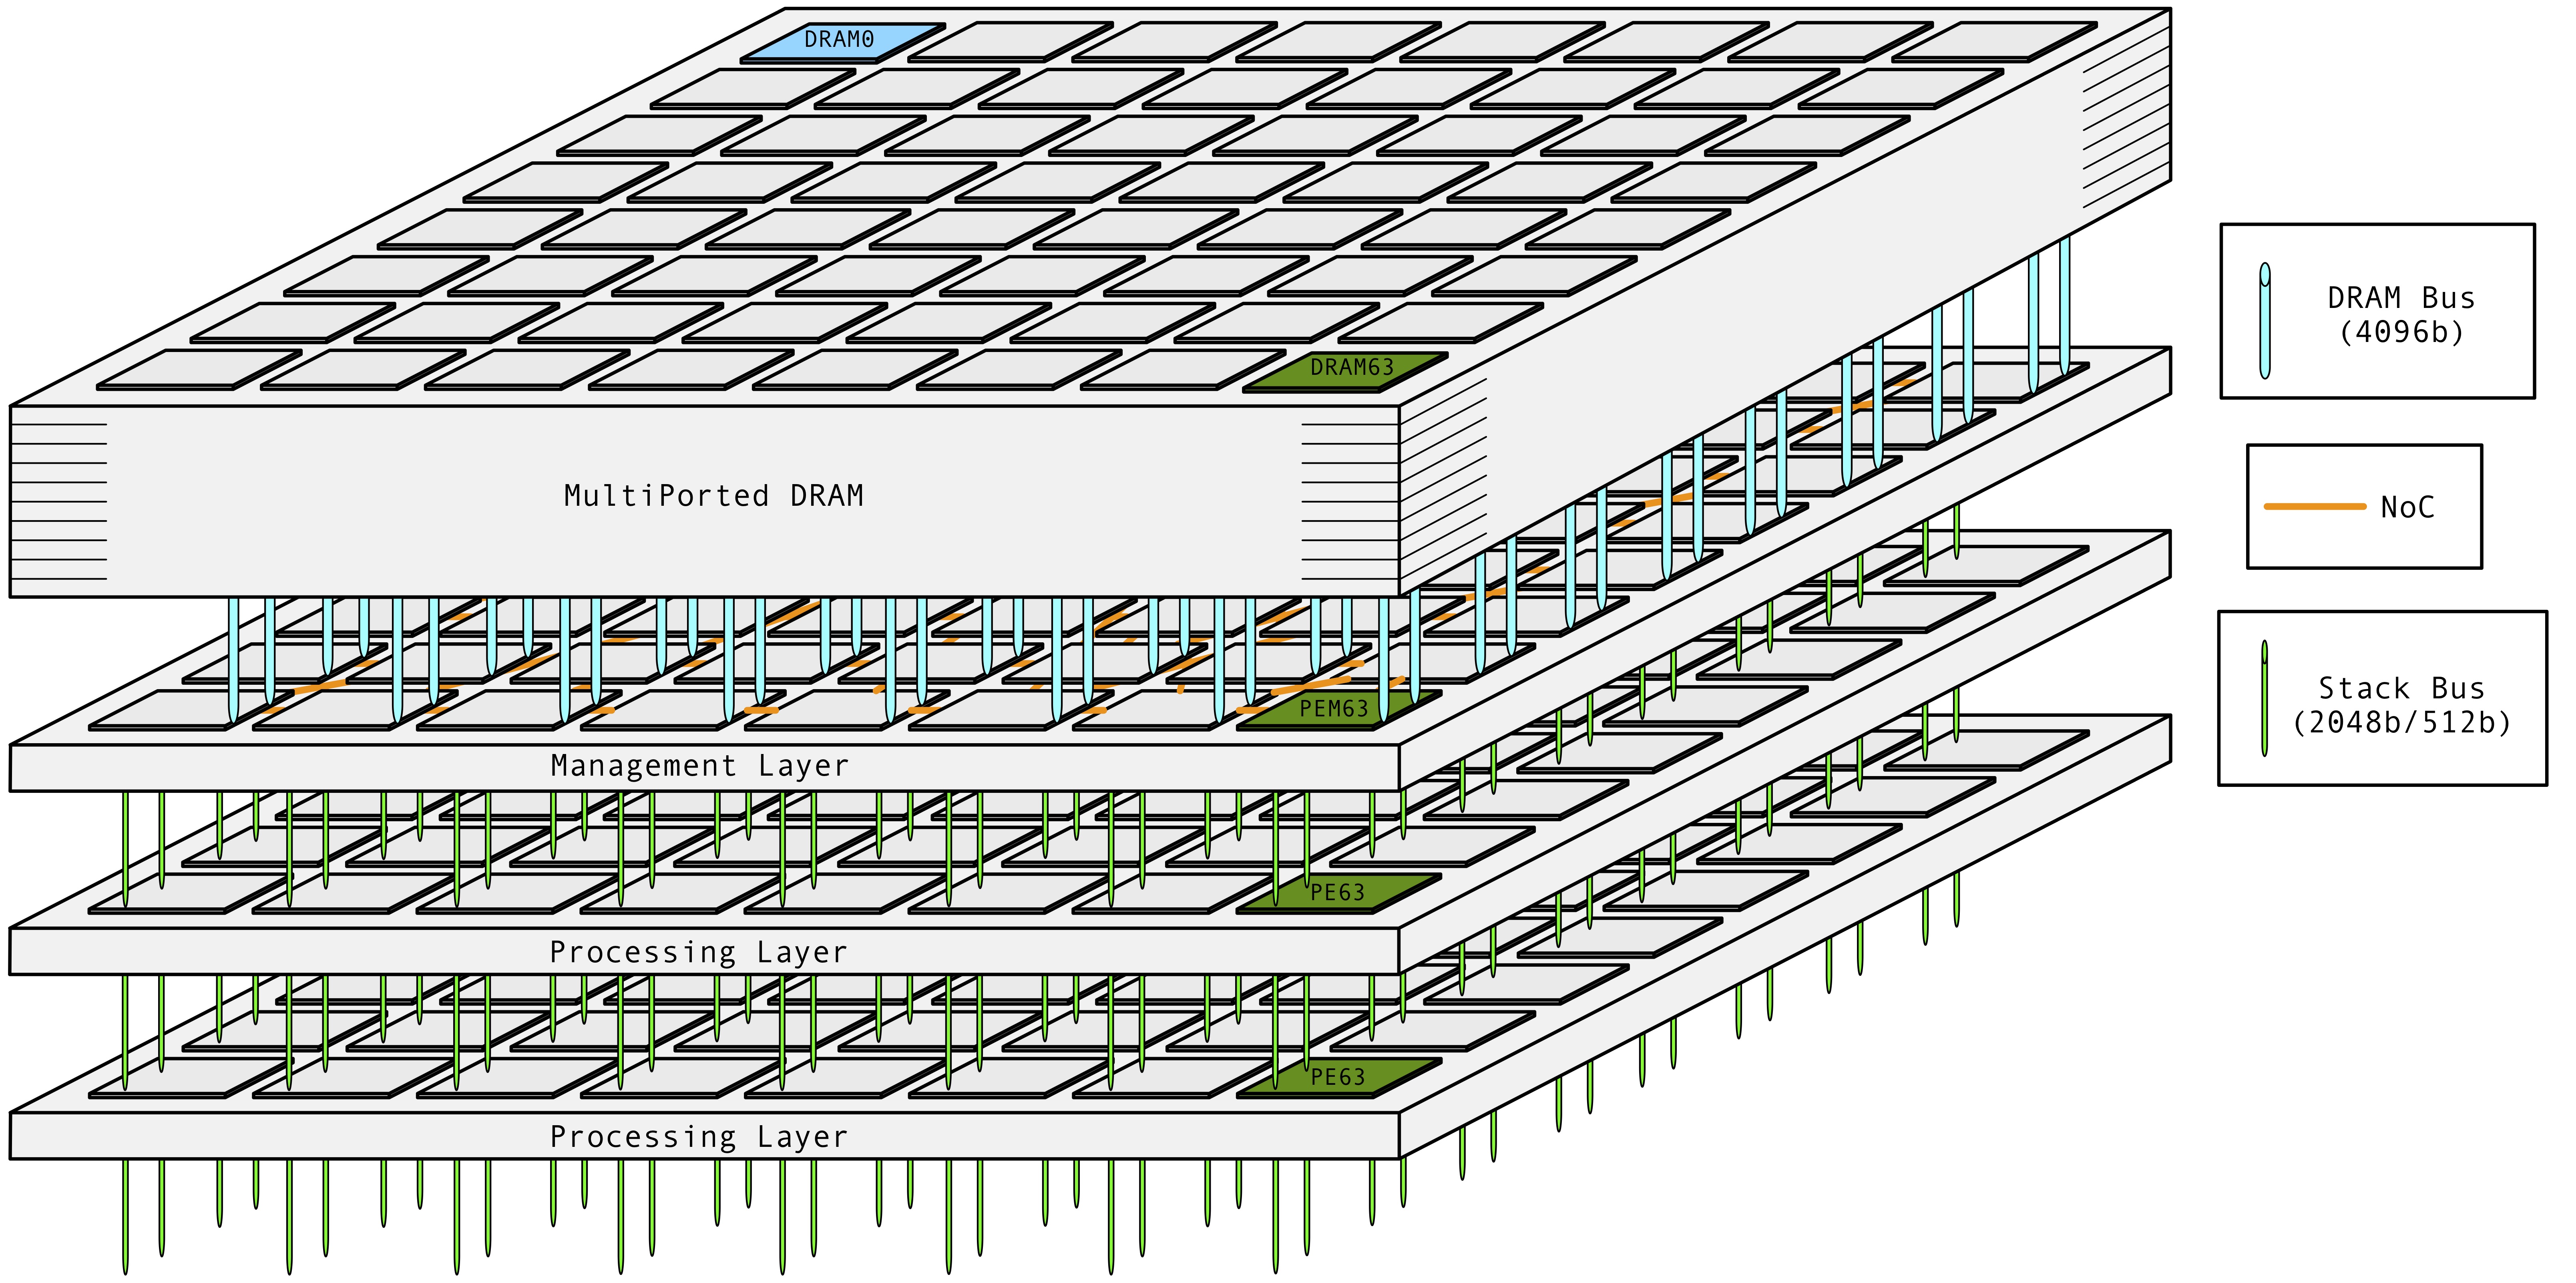 DRAM0
DRAM63
MultiPorted DRAM
PEM63
Management Layer
PE63
Processing Layer
PE63
Processing Layer
DRAM Bus
(4096b)
NoC
Stack Bus
(2048b/512b)